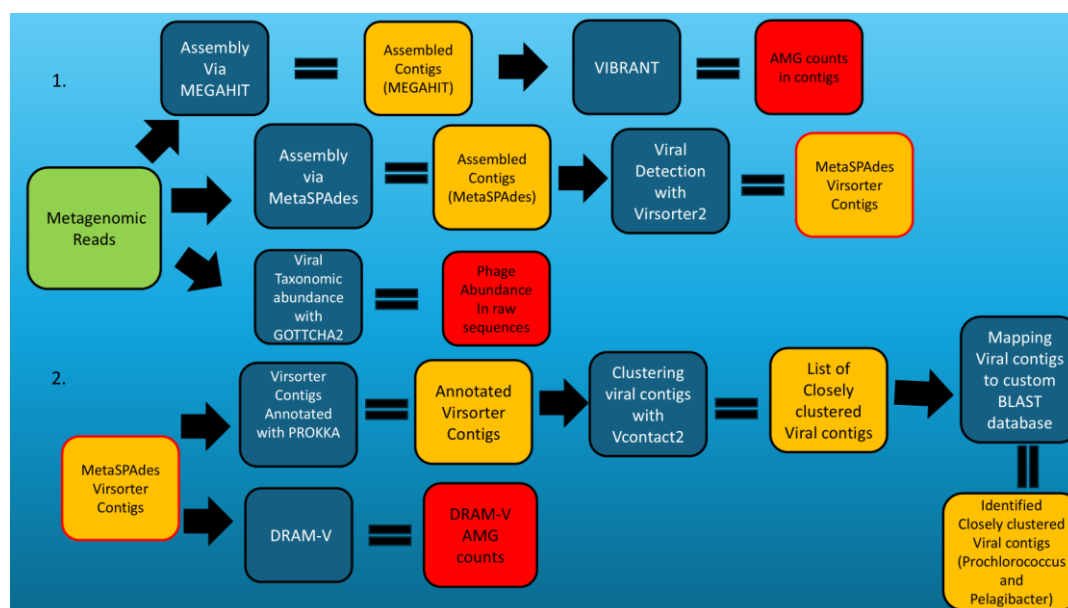 1.
Assembly
Via
MEGAHIT
Assembled
Contigs
(MEGAHIT)
VIBRANT
AMG counts
in contigs
Metagenomic
Reads
Assembly
via
MetaSPAdes
Assembled
Contigs
(MetaSPAdes)
Viral
Detection
with
Virsorter2
MetaSPAdes
Virsorter
Contigs
Viral
Taxonomic
abundance
with
GOTTCHA2
Phage
Abundance
In raw
sequences
2.
MetaSPAdes
Virsorter
Contigs
Virsorter
Contigs
Annotated
with PROKKA
Annotated
Virsorter
Contigs
Clustering
viral contigs
with
Vcontact2
List of
Closely
clustered
Viral contigs
Mapping
Viral contigs
to custom
BLAST
database
DRAM-V
DRAM-V
AMG
counts
Identified
Closely clustered
Viral contigs
(Prochlorococcus
and
Pelagibacter)